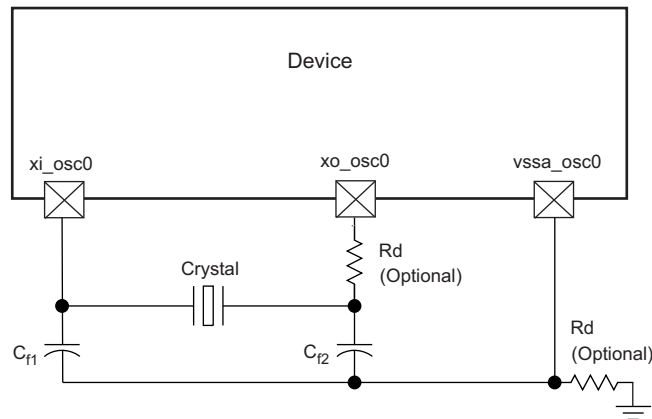 Device
xi_osc0
xo_osc0
vssa_osc0
Rd
(Optional)
Crystal
Rd
(Optional)
Cf1
Cf2